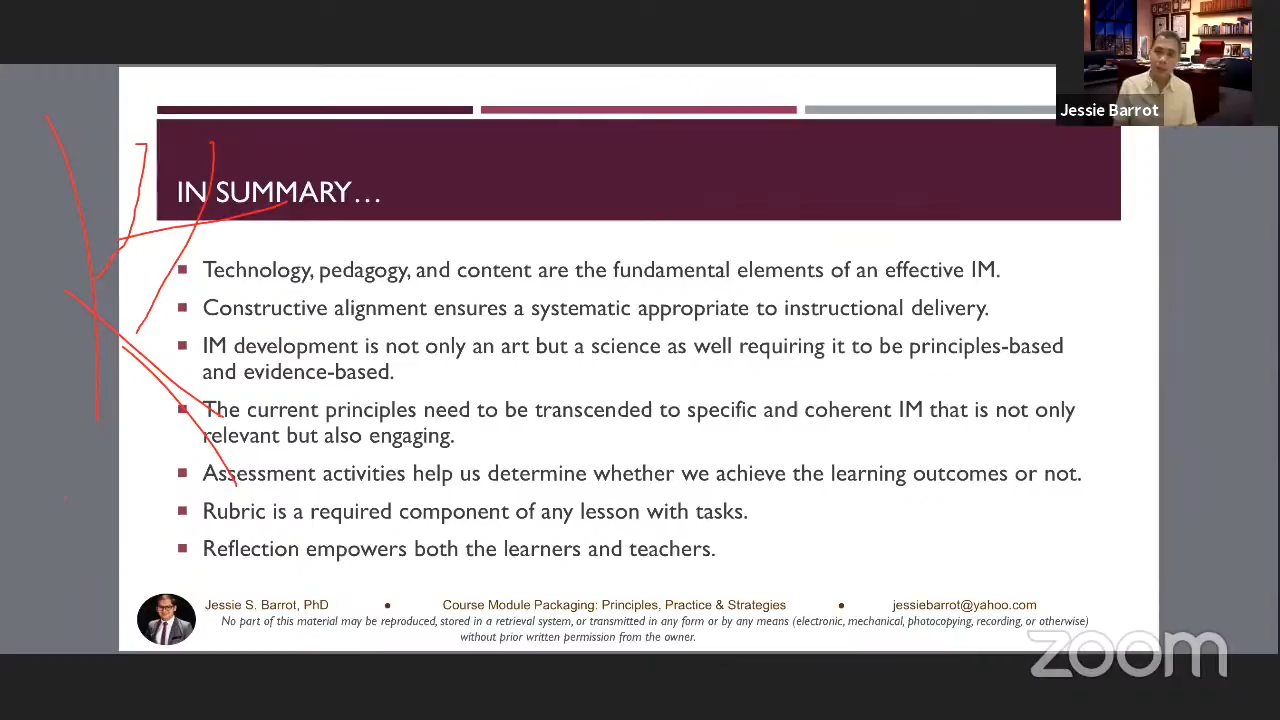 Jessie Barrot
IN SUMMARY…
Technology, pedagogy, and content are the fundamental elements of an effective IM.
Constructive alignment ensures a systematic appropriate to instructional delivery.
IM development is not only an art but a science as well requiring it to be principles-based
and evidence-based.
The current principles need to be transcended to specific and coherent IM that is not only
relevant but also engaging.
Assessment activities help us determine whether we achieve the learning outcomes or not.
Rubric is a required component of any lesson with tasks.
Reflection empowers both the learners and teachers.
Jessie S. Barrot, PhD • Course Module Packaging: Principles, Practice & Strategies • jessiebarrot@yahoo.com
No part of this material may be reproduced, stored in a retrieval system, or transmitted in any form or by any means (electronic, mechanical, photocopying, recording, or otherwise)
without prior written permission from the owner.
zoom